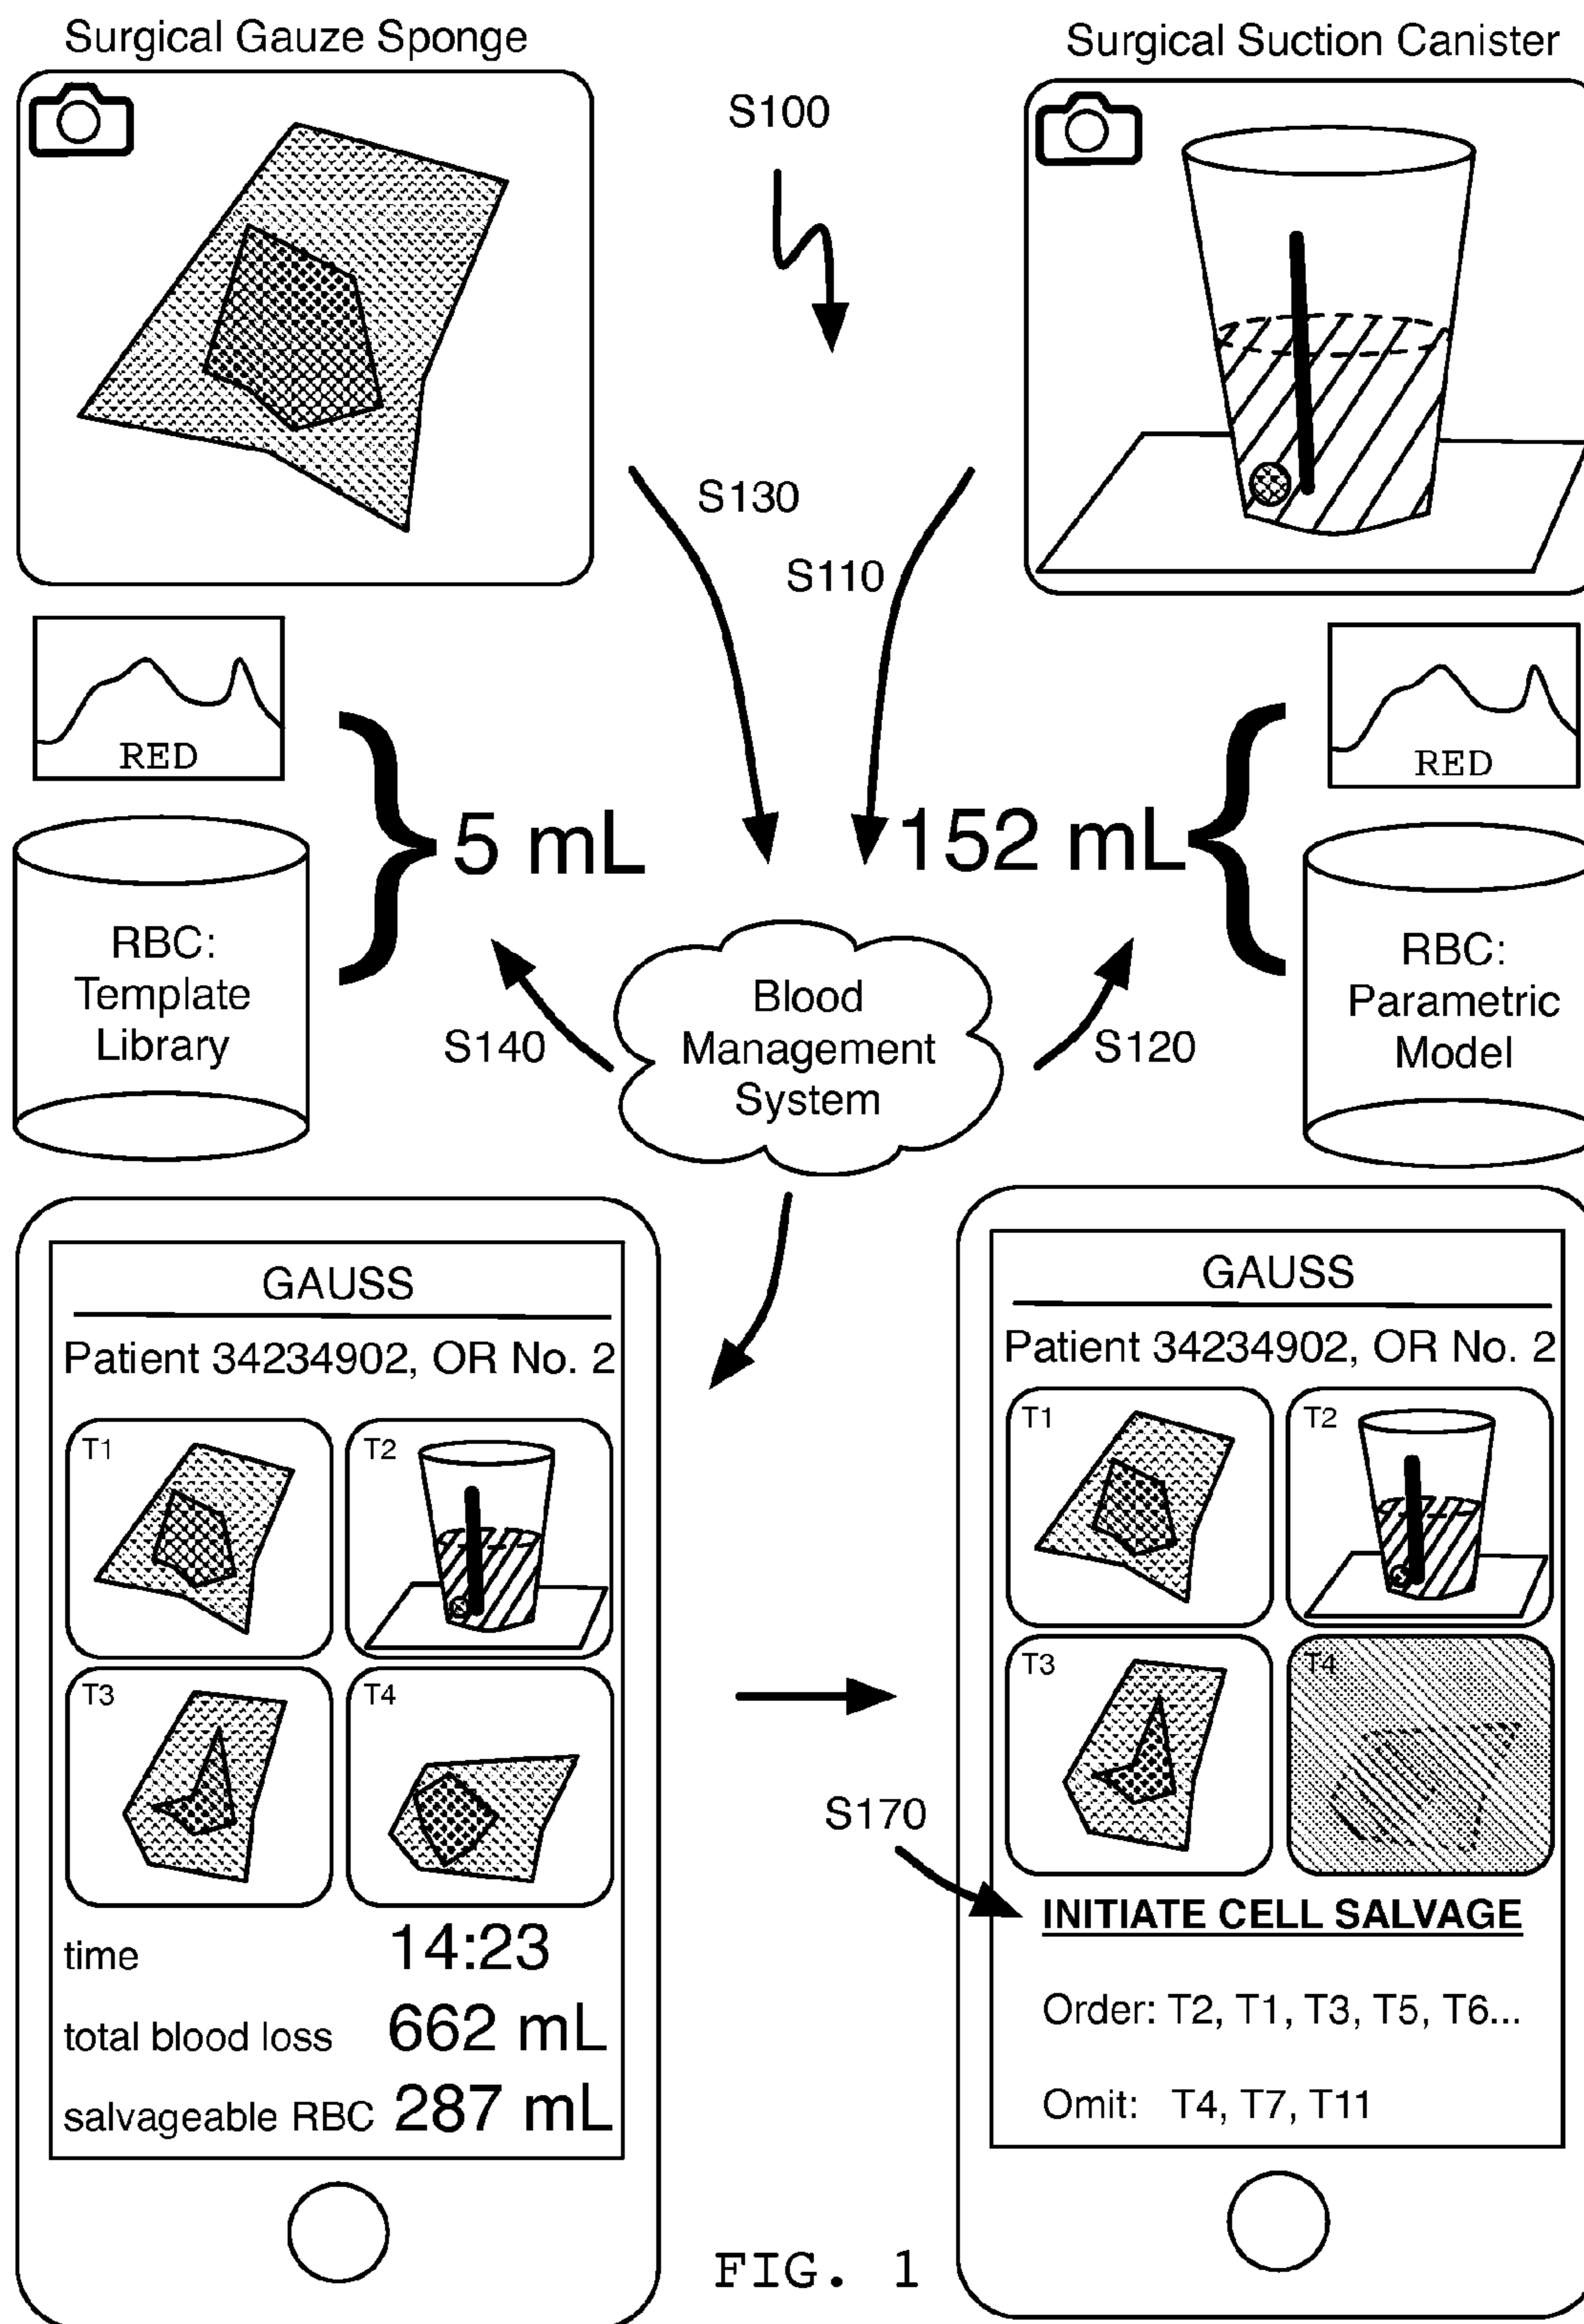 Surgical Gauze Sponge
Surgical Suction Canister
S100
S130
S110
RED
RED
5 mL
152 mL
RBC:
Template
Library
RBC:
Parametric
Model
Blood
Management
System
S140
S120
GAUSS
Patient 34234902, OR No. 2
T1
T2
T3
T4
time 14:23
total blood loss 662 mL
salvageable RBC 287 mL
GAUSS
Patient 34234902, OR No. 2
T1
T2
T3
T4
S170
INITIATE CELL SALVAGE
Order: T2, T1, T3, T5, T6...
Omit: T4, T7, T11
FIG. 1